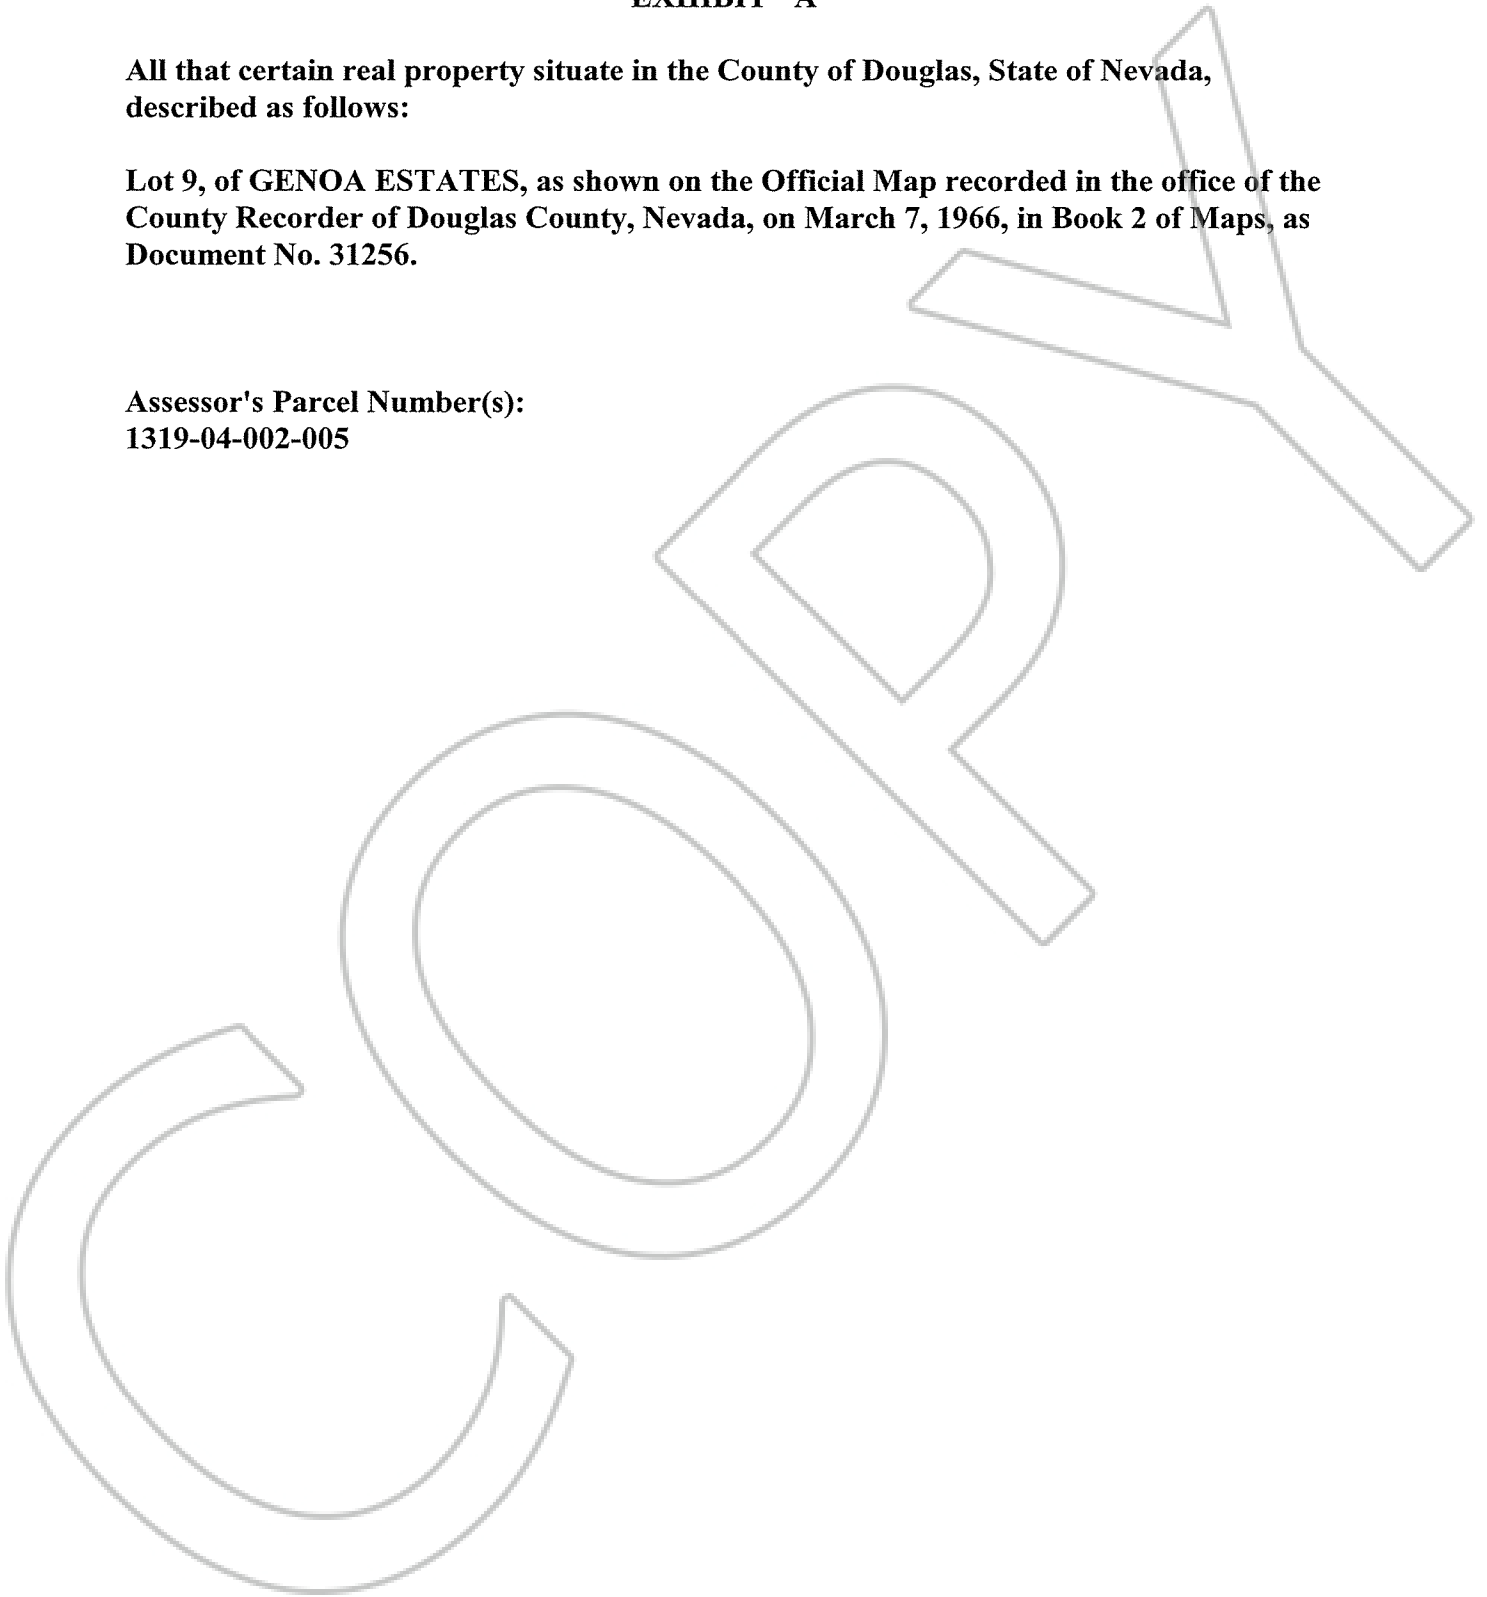 EXHIBIT "A"
All that certain real property situate in the County of Douglas, State of Nevada,
described as follows:
Lot 9, of GENOA ESTATES, as shown on the Official Map recorded in the office of the
County Recorder of Douglas County, Nevada, on March 7, 1966, in Book 2 of Maps, as
Document No. 31256.
Assessor's Parcel Number(s):
1319-04-002-005
COPY